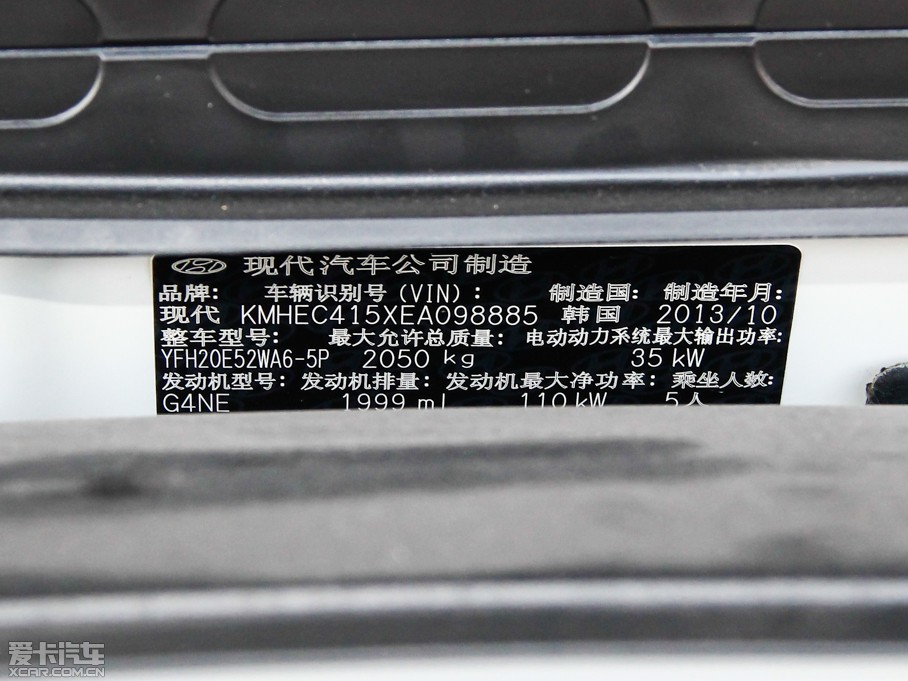 现代汽车公司制造
品牌: 车辆识别号(VIN): 制造国: 制造年月:
现代 KMHEC415XEA098885 韩国 2013/10
整车型号: 最大允许总质量: 电动动力系统最大输出功率:
YFH20E52WA6-5P 2050 kg 35 kW
发动机型号: 发动机排量: 发动机最大净功率: 乘坐人数:
G4NE 1999 ml 110 kW 5人
爱卡汽车
XCAR.COM.CN